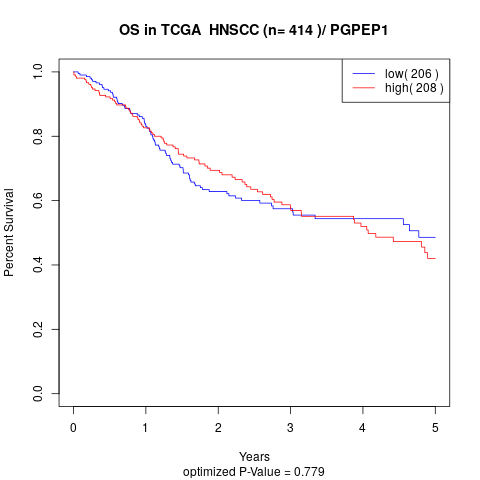 OS in TCGA  HNSCC (n= 414 )/ PGPEP1
low( 206 )
high( 208 )
Percent Survival
1.0
0.8
0.6
0.4
0.2
0.0
0 1 2 3 4 5
Years
optimized P-Value = 0.779